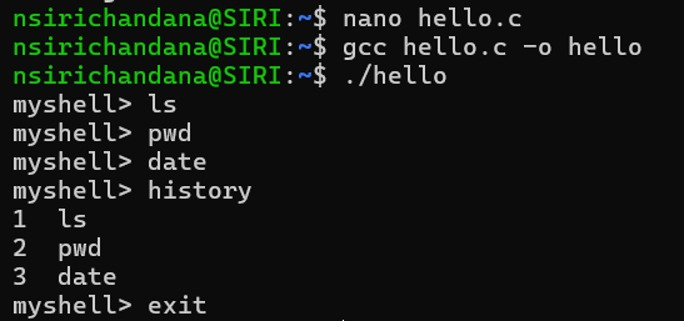 nsirichandana@SIRI:~$ nano hello.c
nsirichandana@SIRI:~$ gcc hello.c -o hello
nsirichandana@SIRI:~$ ./hello
myshell> ls
myshell> pwd
myshell> date
myshell> history
1  ls
2  pwd
3  date
myshell> exit